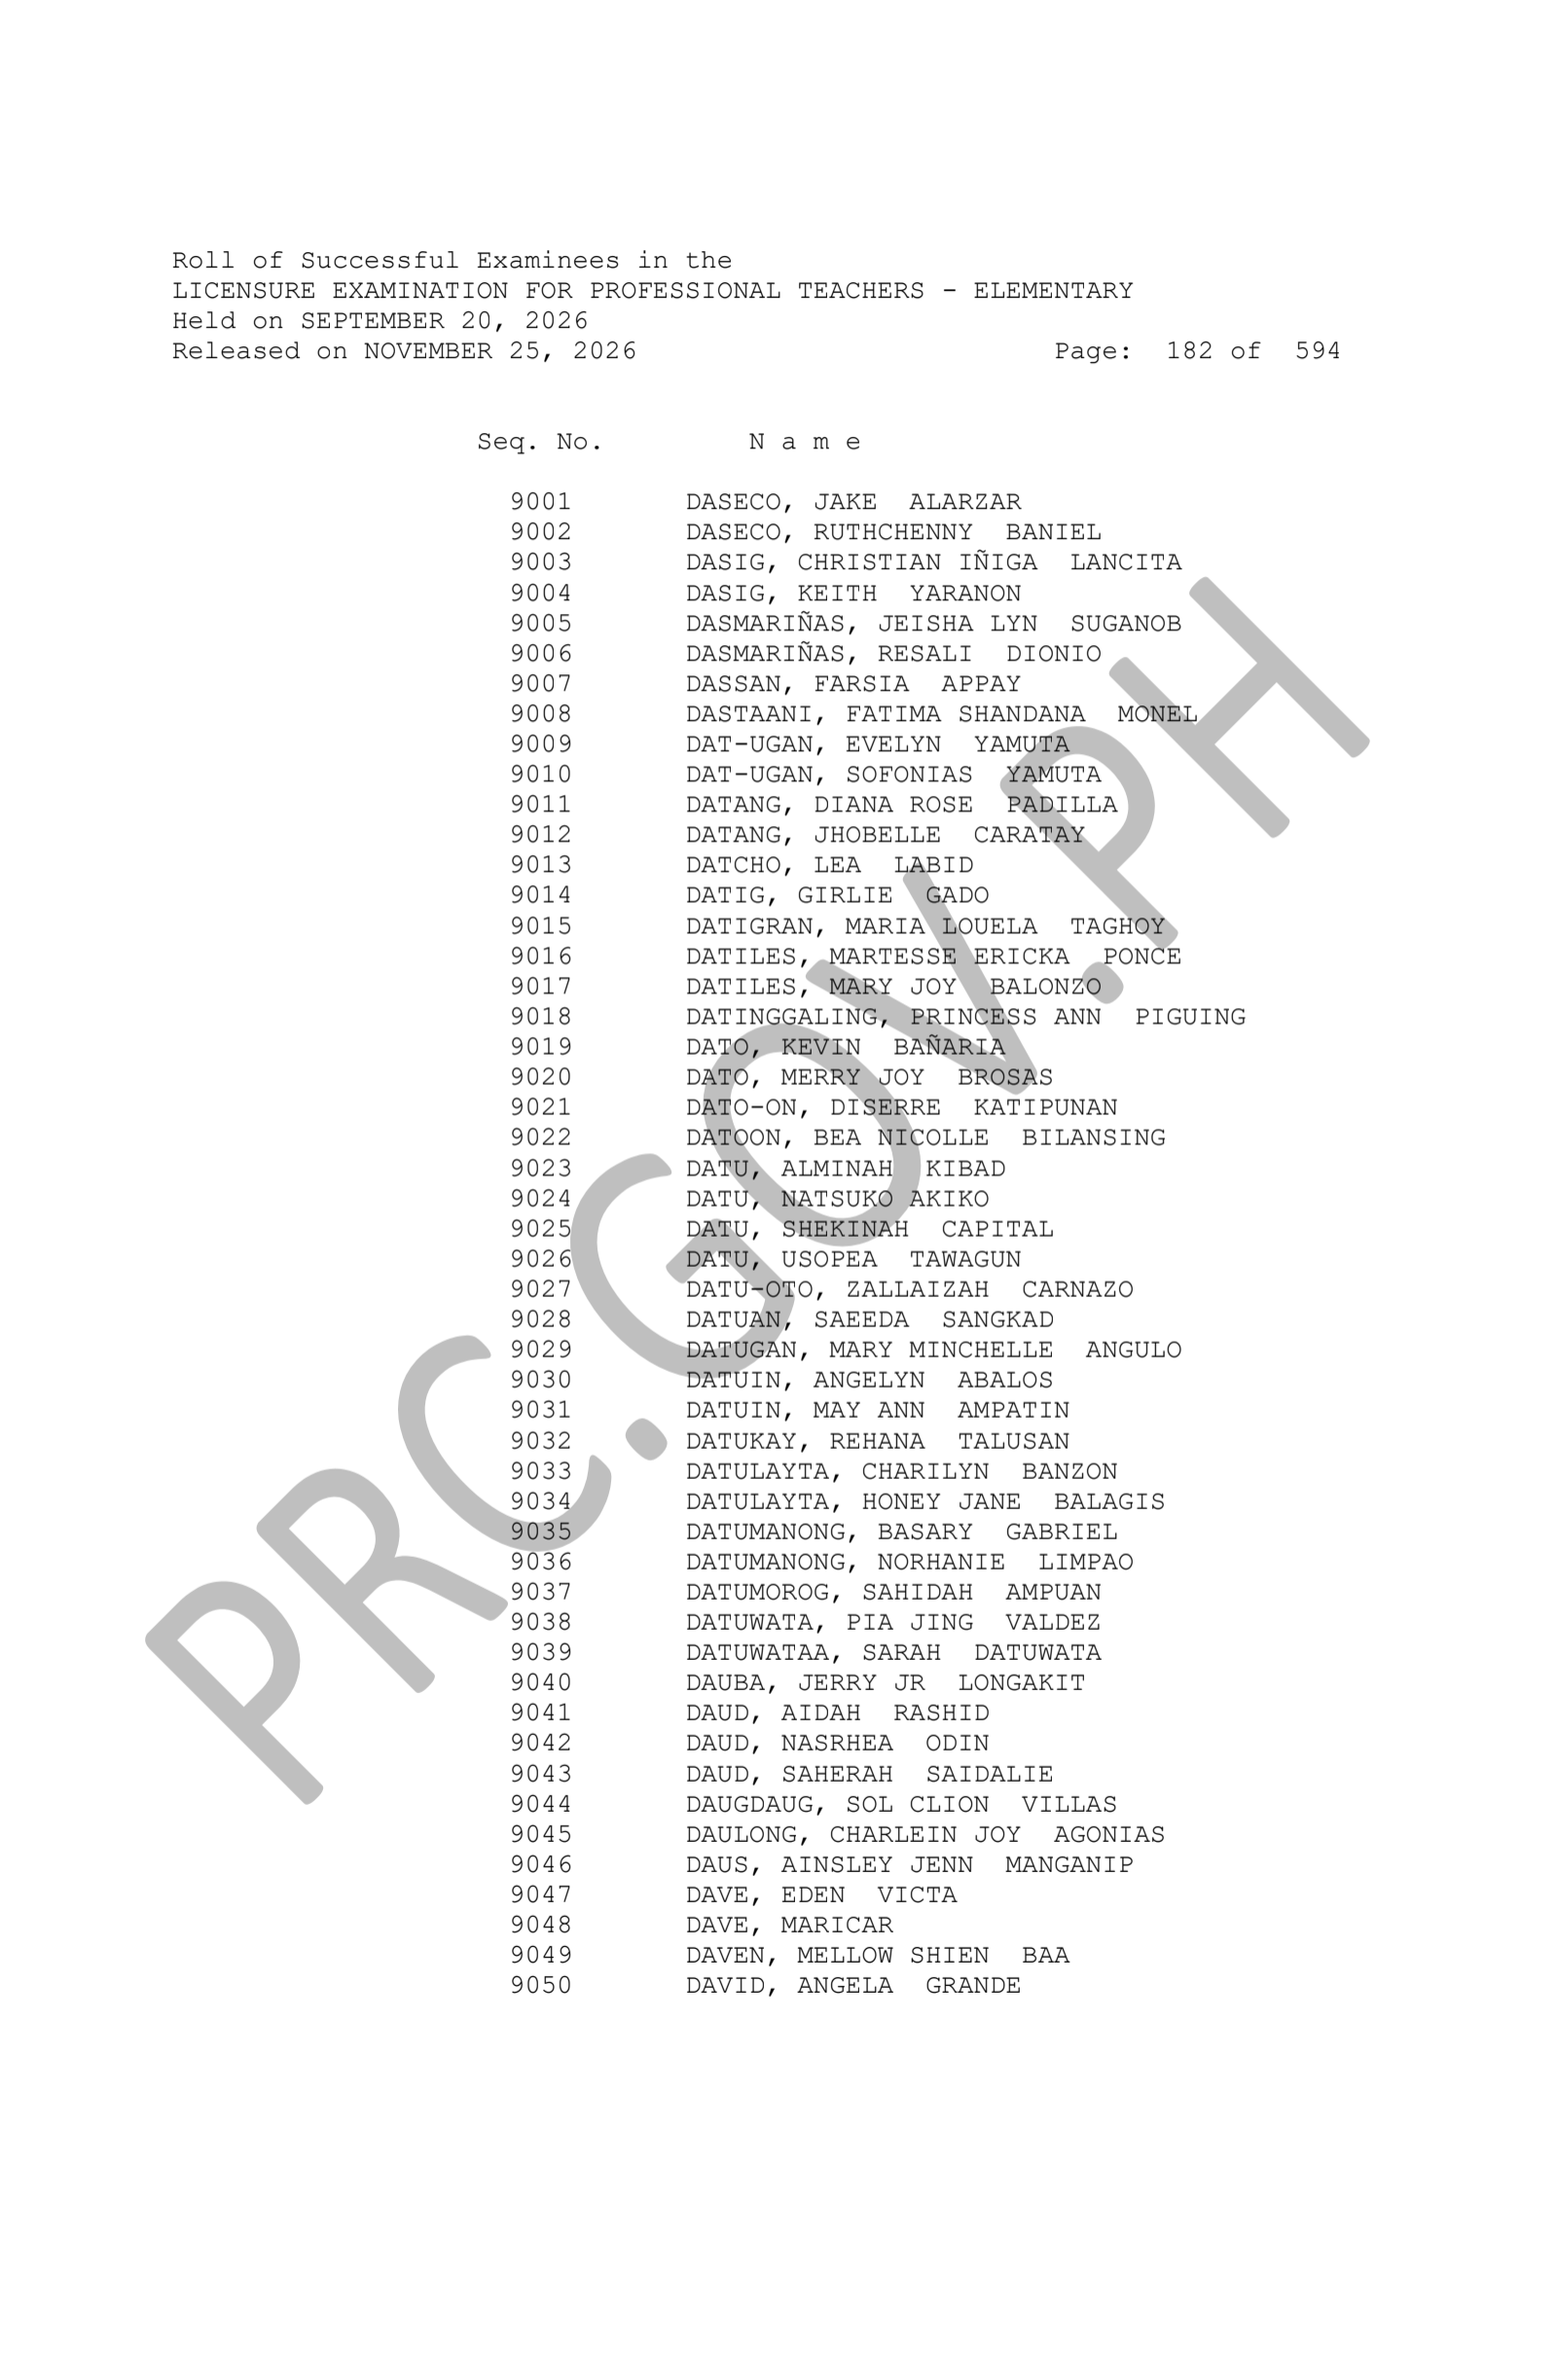 Roll of Successful Examinees in the
LICENSURE EXAMINATION FOR PROFESSIONAL TEACHERS - ELEMENTARY
Held on SEPTEMBER 20, 2026
Released on NOVEMBER 25, 2026 Page: 182 of 594
Seq. No. N a m e
9001 DASECO, JAKE ALARZAR
9002 DASECO, RUTHCHENNY BANIEL
9003 DASIG, CHRISTIAN IÑIGA LANCITA
9004 DASIG, KEITH YARANON
9005 DASMARIÑAS, JEISHA LYN SUGANOB
9006 DASMARIÑAS, RESALI DIONIO
9007 DASSAN, FARSIA APPAY
9008 DASTAANI, FATIMA SHANDANA MONEL
9009 DAT-UGAN, EVELYN YAMUTA
9010 DAT-UGAN, SOFONIAS YAMUTA
9011 DATANG, DIANA ROSE PADILLA
9012 DATANG, JHOBELLE CARATAY
9013 DATCHO, LEA LABID
9014 DATIG, GIRLIE GADO
9015 DATIGRAN, MARIA LOUELA TAGHOY
9016 DATILES, MARTESSE ERICKA PONCE
9017 DATILES, MARY JOY BALONZO
9018 DATINGGALING, PRINCESS ANN PIGUING
9019 DATO, KEVIN BAÑARIA
9020 DATO, MERRY JOY BROSAS
9021 DATO-ON, DISERRE KATIPUNAN
9022 DATOON, BEA NICOLLE BILANSING
9023 DATU, ALMINAH KIBAD
9024 DATU, NATSUKO AKIKO
9025 DATU, SHEKINAH CAPITAL
9026 DATU, USOPEA TAWAGUN
9027 DATU-OTO, ZALLAIZAH CARNAZO
9028 DATUAN, SAEEDA SANGKAD
9029 DATUGAN, MARY MINCHELLE ANGULO
9030 DATUIN, ANGELYN ABALOS
9031 DATUIN, MAY ANN AMPATIN
9032 DATUKAY, REHANA TALUSAN
9033 DATULAYTA, CHARILYN BANZON
9034 DATULAYTA, HONEY JANE BALAGIS
9035 DATUMANONG, BASARY GABRIEL
9036 DATUMANONG, NORHANIE LIMPAO
9037 DATUMOROG, SAHIDAH AMPUAN
9038 DATUWATA, PIA JING VALDEZ
9039 DATUWATAA, SARAH DATUWATA
9040 DAUBA, JERRY JR LONGAKIT
9041 DAUD, AIDAH RASHID
9042 DAUD, NASRHEA ODIN
9043 DAUD, SAHERAH SAIDALIE
9044 DAUGDAUG, SOL CLION VILLAS
9045 DAULONG, CHARLEIN JOY AGONIAS
9046 DAUS, AINSLEY JENN MANGANIP
9047 DAVE, EDEN VICTA
9048 DAVE, MARICAR
9049 DAVEN, MELLOW SHIEN BAA
9050 DAVID, ANGELA GRANDE
PRC.GOV.PH